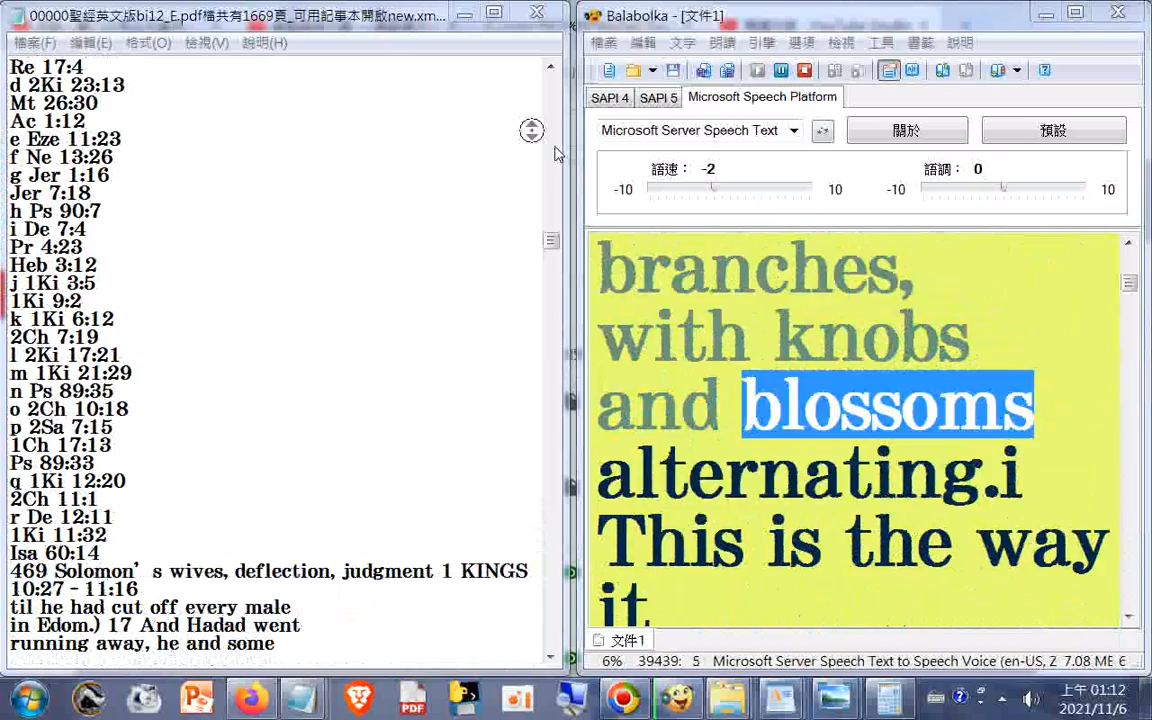 00000聖經英文版bi12_E.pdf檔共有1669頁_可用記事本開啟new.xm...
檔案(F) 編輯(E) 格式(O) 檢視(V) 說明(H)
Re 17:4
d 2Ki 23:13
Mt 26:30
Ac 1:12
e Eze 11:23
f Ne 13:26
g Jer 1:16
Jer 7:18
h Ps 90:7
i De 7:4
Pr 4:23
Heb 3:12
j 1Ki 3:5
1Ki 9:2
k 1Ki 6:12
2Ch 7:19
l 2Ki 17:21
m 1Ki 21:29
n Ps 89:35
o 2Ch 10:18
p 2Sa 7:15
1Ch 17:13
Ps 89:33
q 1Ki 12:20
2Ch 11:1
r De 12:11
1Ki 11:32
Isa 60:14
469 Solomon’s wives, deflection, judgment 1 KINGS
10:27 – 11:16
til he had cut off every male
in Edom.) 17 And Hadad went
running away, he and some
Balabolka - [文件1]
檔案 編輯 文字 朗讀 引擎 選項 檢視 工具 書籤 說明
SAPI 4 SAPI 5 Microsoft Speech Platform
Microsoft Server Speech Text 關於 預設
語速： -2 語調： 0
-10 10 -10 10
branches,
with knobs
and blossoms
alternating.i
This is the way
it
文件1
6% 39439: 5 Microsoft Server Speech Text to Speech Voice (en-US, Z 7.08 MB 6
PDF
上午 01:12
2021/11/6